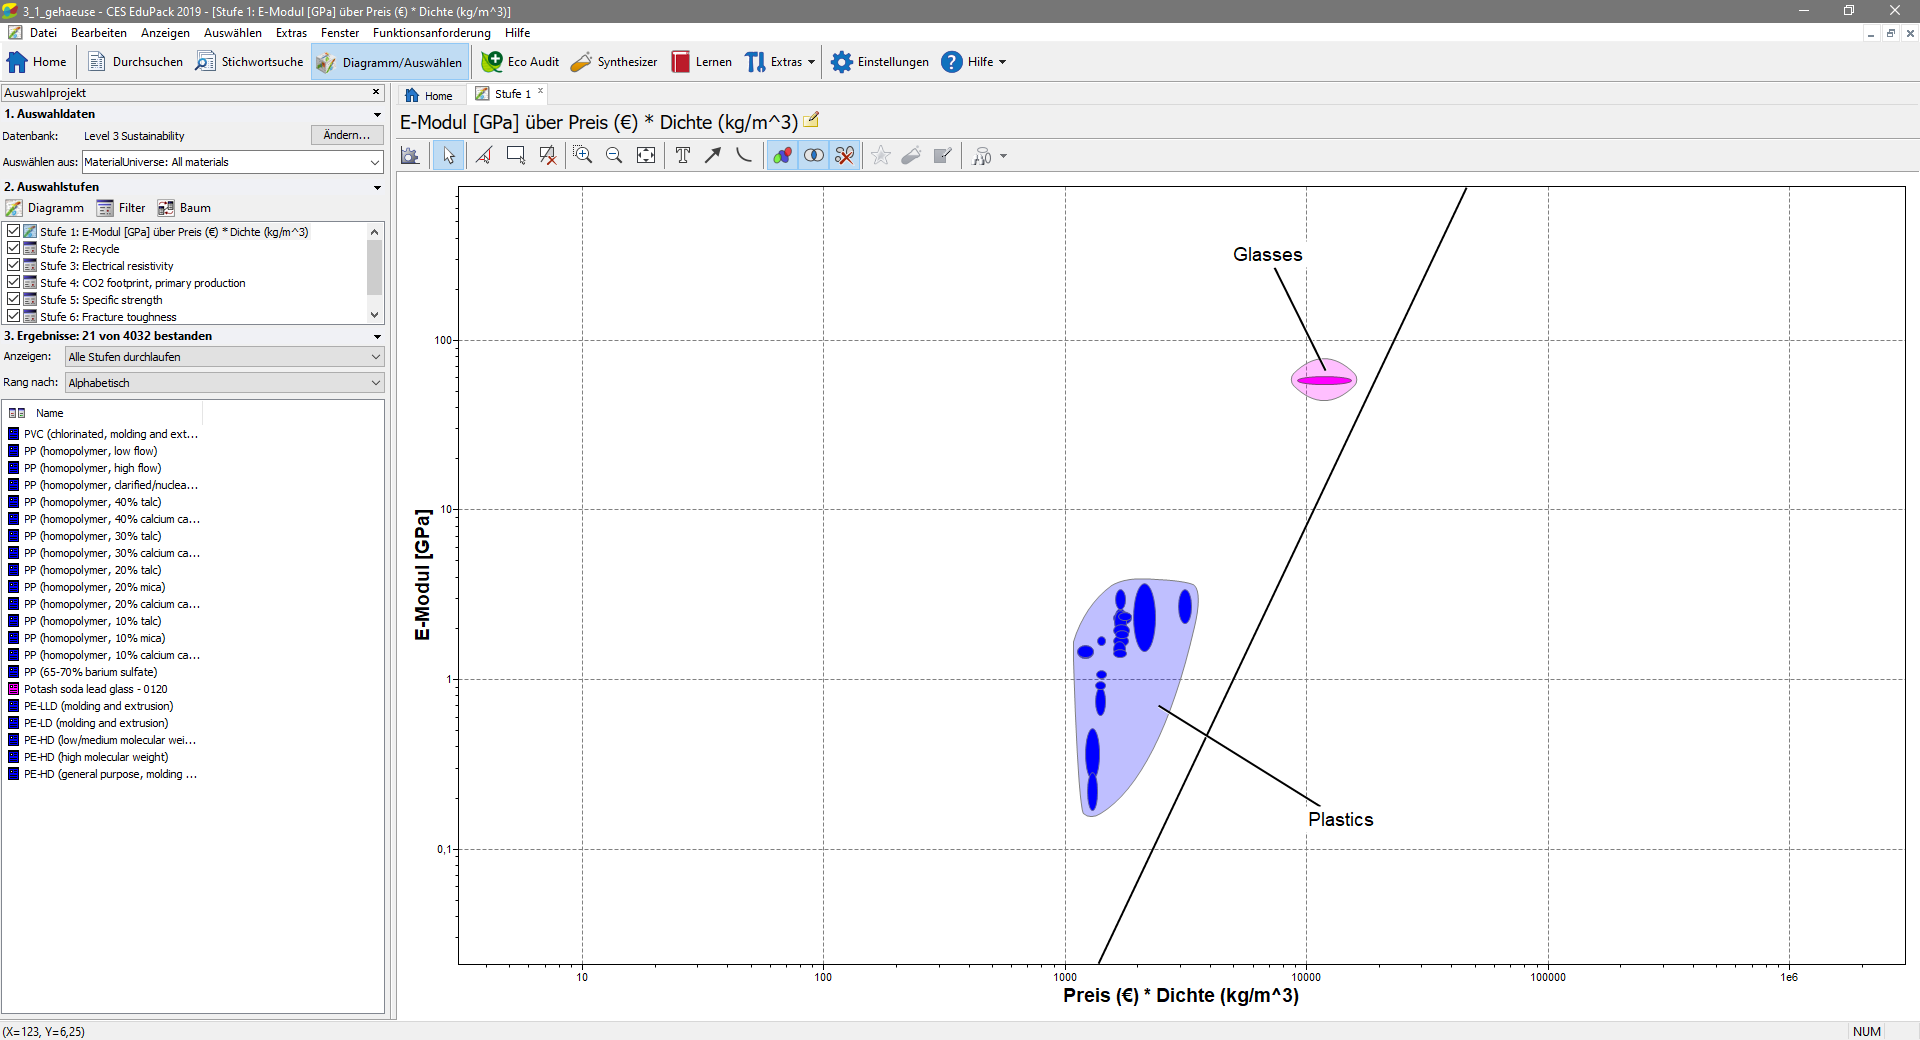 3_1_gehaeuse - CES EduPack 2019 - [Stufe 1: E-Modul [GPa] über Preis (€) * Dichte (kg/m^3)]
Datei Bearbeiten Anzeigen Auswählen Extras Fenster Funktionsanforderung Hilfe
Home Durchsuchen Stichwortsuche Diagramm/Auswählen Eco Audit Synthesizer Lernen Extras Einstellungen Hilfe
Auswahlprojekt
1. Auswahldaten
Datenbank: Level 3 Sustainability Ändern...
Auswählen aus: MaterialUniverse: All materials
2. Auswahlstufen
Diagramm Filter Baum
Stufe 1: E-Modul [GPa] über Preis (€) * Dichte (kg/m^3)
Stufe 2: Recycle
Stufe 3: Electrical resistivity
Stufe 4: CO2 footprint, primary production
Stufe 5: Specific strength
Stufe 6: Fracture toughness
3. Ergebnisse: 21 von 4032 bestanden
Anzeigen: Alle Stufen durchlaufen
Rang nach: Alphabetisch
Name
PVC (chlorinated, molding and ext...
PP (homopolymer, low flow)
PP (homopolymer, high flow)
PP (homopolymer, clarified/nuclea...
PP (homopolymer, 40% talc)
PP (homopolymer, 40% calcium ca...
PP (homopolymer, 30% talc)
PP (homopolymer, 30% calcium ca...
PP (homopolymer, 20% talc)
PP (homopolymer, 20% mica)
PP (homopolymer, 20% calcium ca...
PP (homopolymer, 10% talc)
PP (homopolymer, 10% mica)
PP (homopolymer, 10% calcium ca...
PP (65-70% barium sulfate)
Potash soda lead glass - 0120
PE-LLD (molding and extrusion)
PE-LD (molding and extrusion)
PE-HD (low/medium molecular wei...
PE-HD (high molecular weight)
PE-HD (general purpose, molding ...
Home Stufe 1
E-Modul [GPa] über Preis (€) * Dichte (kg/m^3)
Glasses
100
10
1
0,1
E-Modul [GPa]
Plastics
10 100 1000 10000 100000 1e6
Preis (€) * Dichte (kg/m^3)
(X=123, Y=6,25) NUM